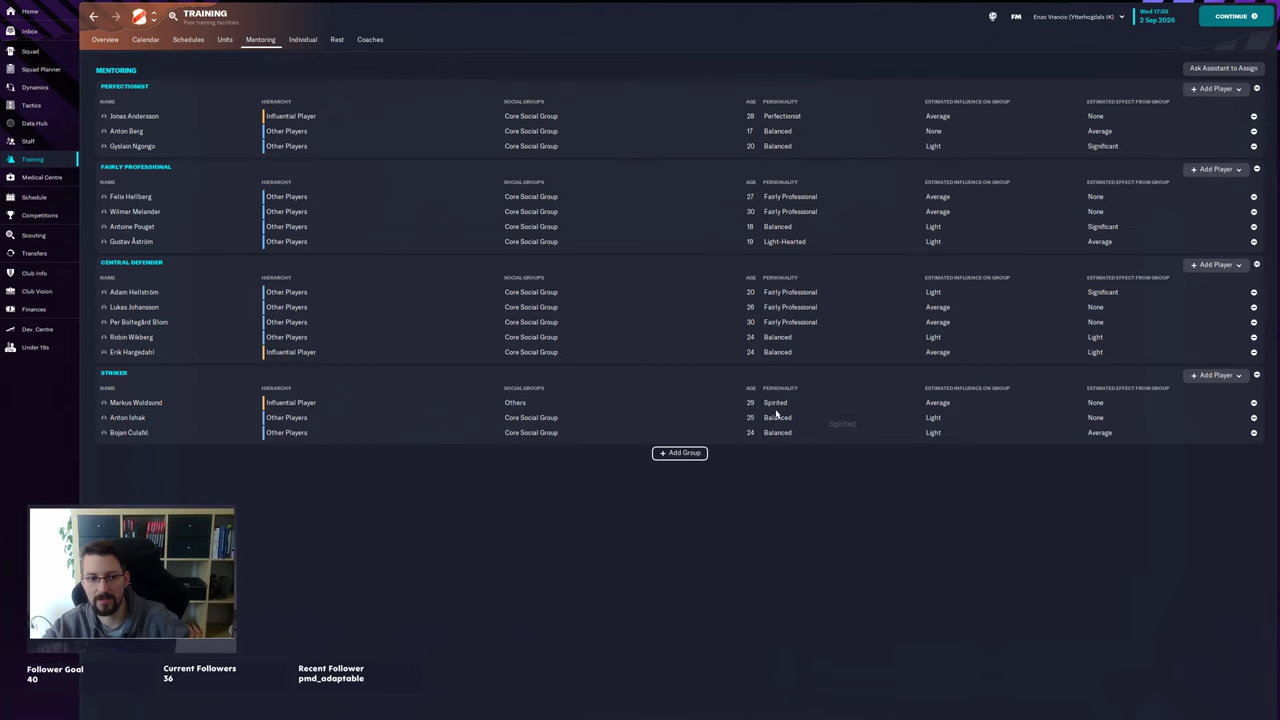 Home
TRAINING
Poor training facilities
FM
Enzo Vrancic (Ytterhogdals IK)
Wed 17:30
2 Sep 2026
CONTINUE
Inbox
Squad
Squad Planner
Dynamics
Tactics
Data Hub
Staff
Training
Medical Centre
Schedule
Competitions
Scouting
Transfers
Club Info
Club Vision
Finances
Dev. Centre
Under 19s
Overview Calendar Schedules Units Mentoring Individual Rest Coaches
MENTORING
Ask Assistant to Assign
PERFECTIONIST
+ Add Player
NAME HIERARCHY SOCIAL GROUPS AGE PERSONALITY ESTIMATED INFLUENCE ON GROUP ESTIMATED EFFECT FROM GROUP
Jonas Andersson Influential Player Core Social Group 28 Perfectionist Average None
Anton Berg Other Players Core Social Group 17 Balanced None Average
Gyslain Ngongo Other Players Core Social Group 20 Balanced Light Significant
FAIRLY PROFESSIONAL
+ Add Player
NAME HIERARCHY SOCIAL GROUPS AGE PERSONALITY ESTIMATED INFLUENCE ON GROUP ESTIMATED EFFECT FROM GROUP
Felix Hellberg Other Players Core Social Group 27 Fairly Professional Average None
Wilmer Melander Other Players Core Social Group 30 Fairly Professional Average None
Antoine Pouget Other Players Core Social Group 18 Balanced Light Significant
Gustav Åström Other Players Core Social Group 19 Light-Hearted Light Average
CENTRAL DEFENDER
+ Add Player
NAME HIERARCHY SOCIAL GROUPS AGE PERSONALITY ESTIMATED INFLUENCE ON GROUP ESTIMATED EFFECT FROM GROUP
Adam Hellström Other Players Core Social Group 20 Fairly Professional Light Significant
Lukas Johansson Other Players Core Social Group 26 Fairly Professional Average None
Per Boltegård Blom Other Players Core Social Group 30 Fairly Professional Average None
Robin Wikberg Other Players Core Social Group 24 Balanced Light Light
Erik Hargedahl Influential Player Core Social Group 24 Balanced Average Light
STRIKER
+ Add Player
NAME HIERARCHY SOCIAL GROUPS AGE PERSONALITY ESTIMATED INFLUENCE ON GROUP ESTIMATED EFFECT FROM GROUP
Markus Woldsund Influential Player Others 29 Spirited Average None
Anton Ishak Other Players Core Social Group 25 Balanced Light None
Spirited
Bojan Čulafić Other Players Core Social Group 24 Balanced Light Average
+ Add Group
Follower Goal
40
Current Followers
36
Recent Follower
pmd_adaptable